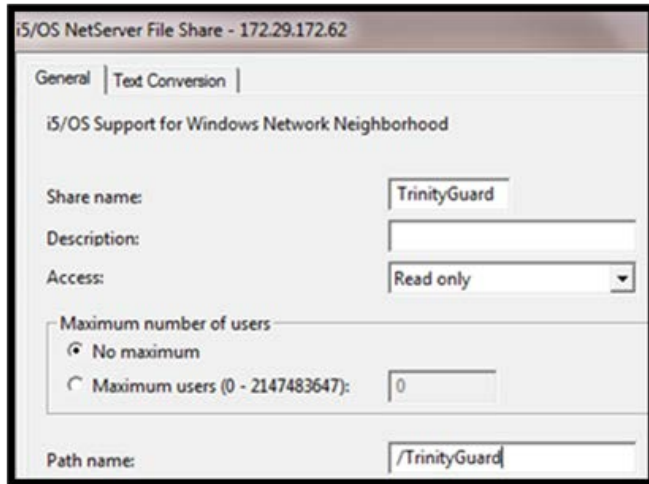 i5/OS NetServer File Share - 172.29.172.62
General Text Conversion
i5/OS Support for Windows Network Neighborhood
Share name: TrinityGuard
Description:
Access: Read only
Maximum number of users
No maximum
Maximum users (0 - 2147483647): 0
Path name: /TrinityGuard